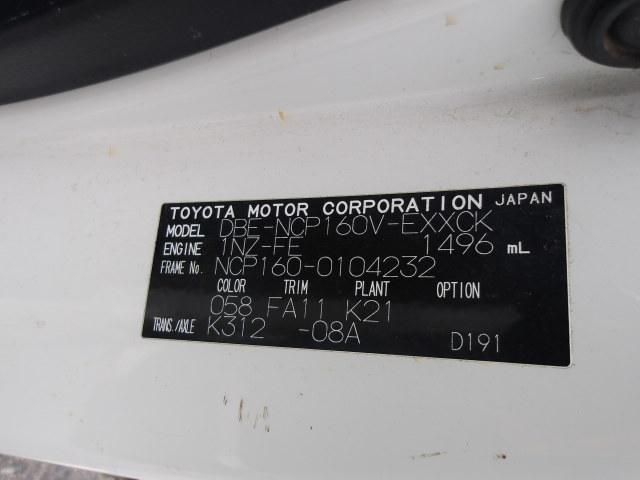 TOYOTA MOTOR CORPORATION JAPAN
MODEL DBE-NCP160V-EXXCK
ENGINE 1NZ-FE 1496 mL
FRAME No. NCP160-0104232
COLOR TRIM PLANT OPTION
058 FA11 K21
TRANS./AXLE K312 -08A D191